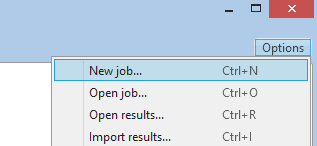 Options
New job... Ctrl+N
Open job... Ctrl+O
Open results... Ctrl+R
Import results... Ctrl+I